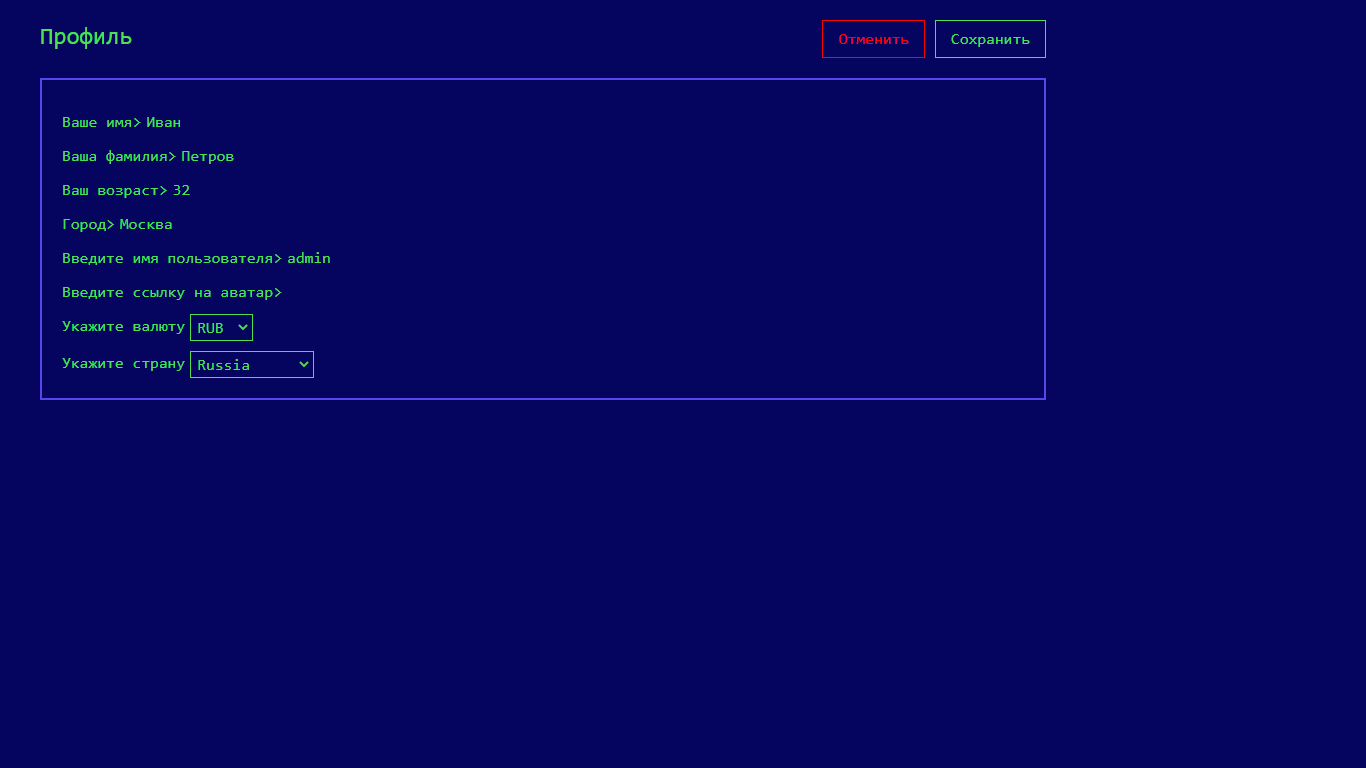 Профиль
Отменить Сохранить
Ваше имя> Иван
Ваша фамилия> Петров
Ваш возраст> 32
Город> Москва
Введите имя пользователя> admin
Введите ссылку на аватар>
Укажите валюту RUB
Укажите страну Russia